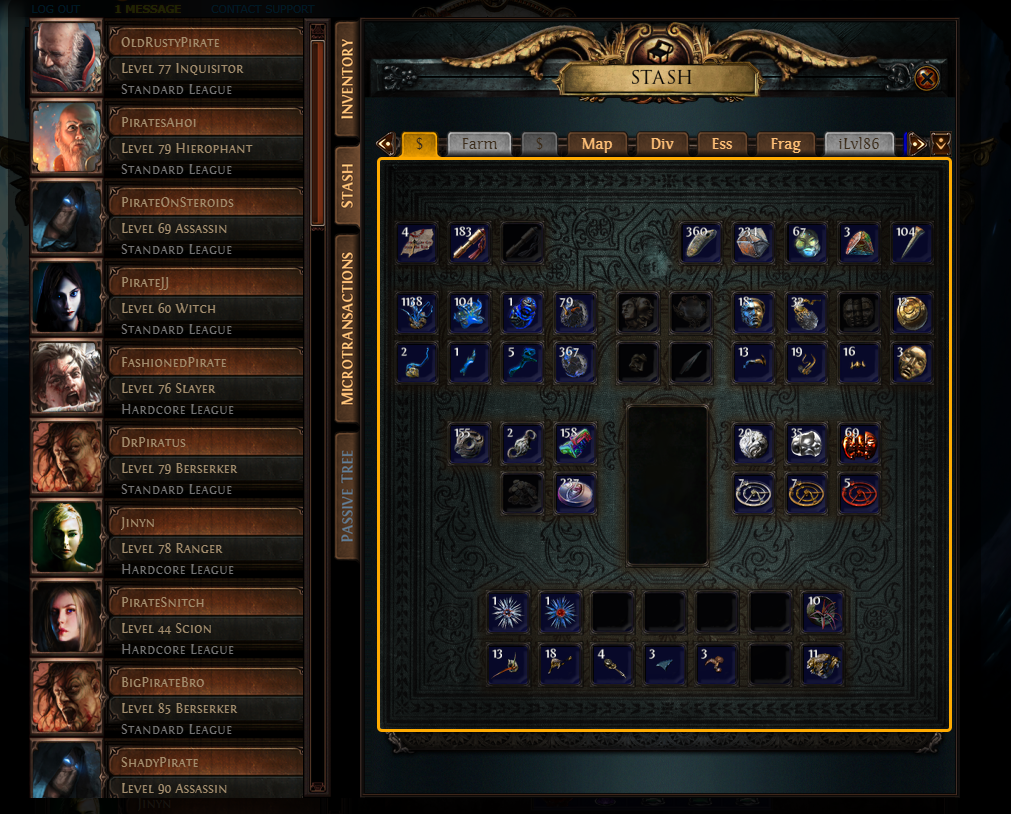 LOG OUT 1 MESSAGE CONTACT SUPPORT
OldRustyPirate
Level 77 Inquisitor
Standard League
PiratesAhoi
Level 79 Hierophant
Standard League
PirateOnSteroids
Level 69 Assassin
Standard League
PirateJJ
Level 60 Witch
Standard League
FashionedPirate
Level 76 Slayer
Hardcore League
DrPiratus
Level 79 Berserker
Standard League
Jinyn
Level 78 Ranger
Hardcore League
PirateSnitch
Level 44 Scion
Hardcore League
BigPirateBro
Level 85 Berserker
Standard League
ShadyPirate
Level 90 Assassin
Jinyn
INVENTORY
STASH
MICROTRANSACTIONS
PASSIVE TREE
STASH
$ Farm $ Map Div Ess Frag iLvl86
4 183 360 234 67 3 104
1138 104 1 79 18 32
2 1 5 367 13 19 16 3
155 2 158 20 35 69
237 7 7 5
1 1 10
13 18 4 3 3 11